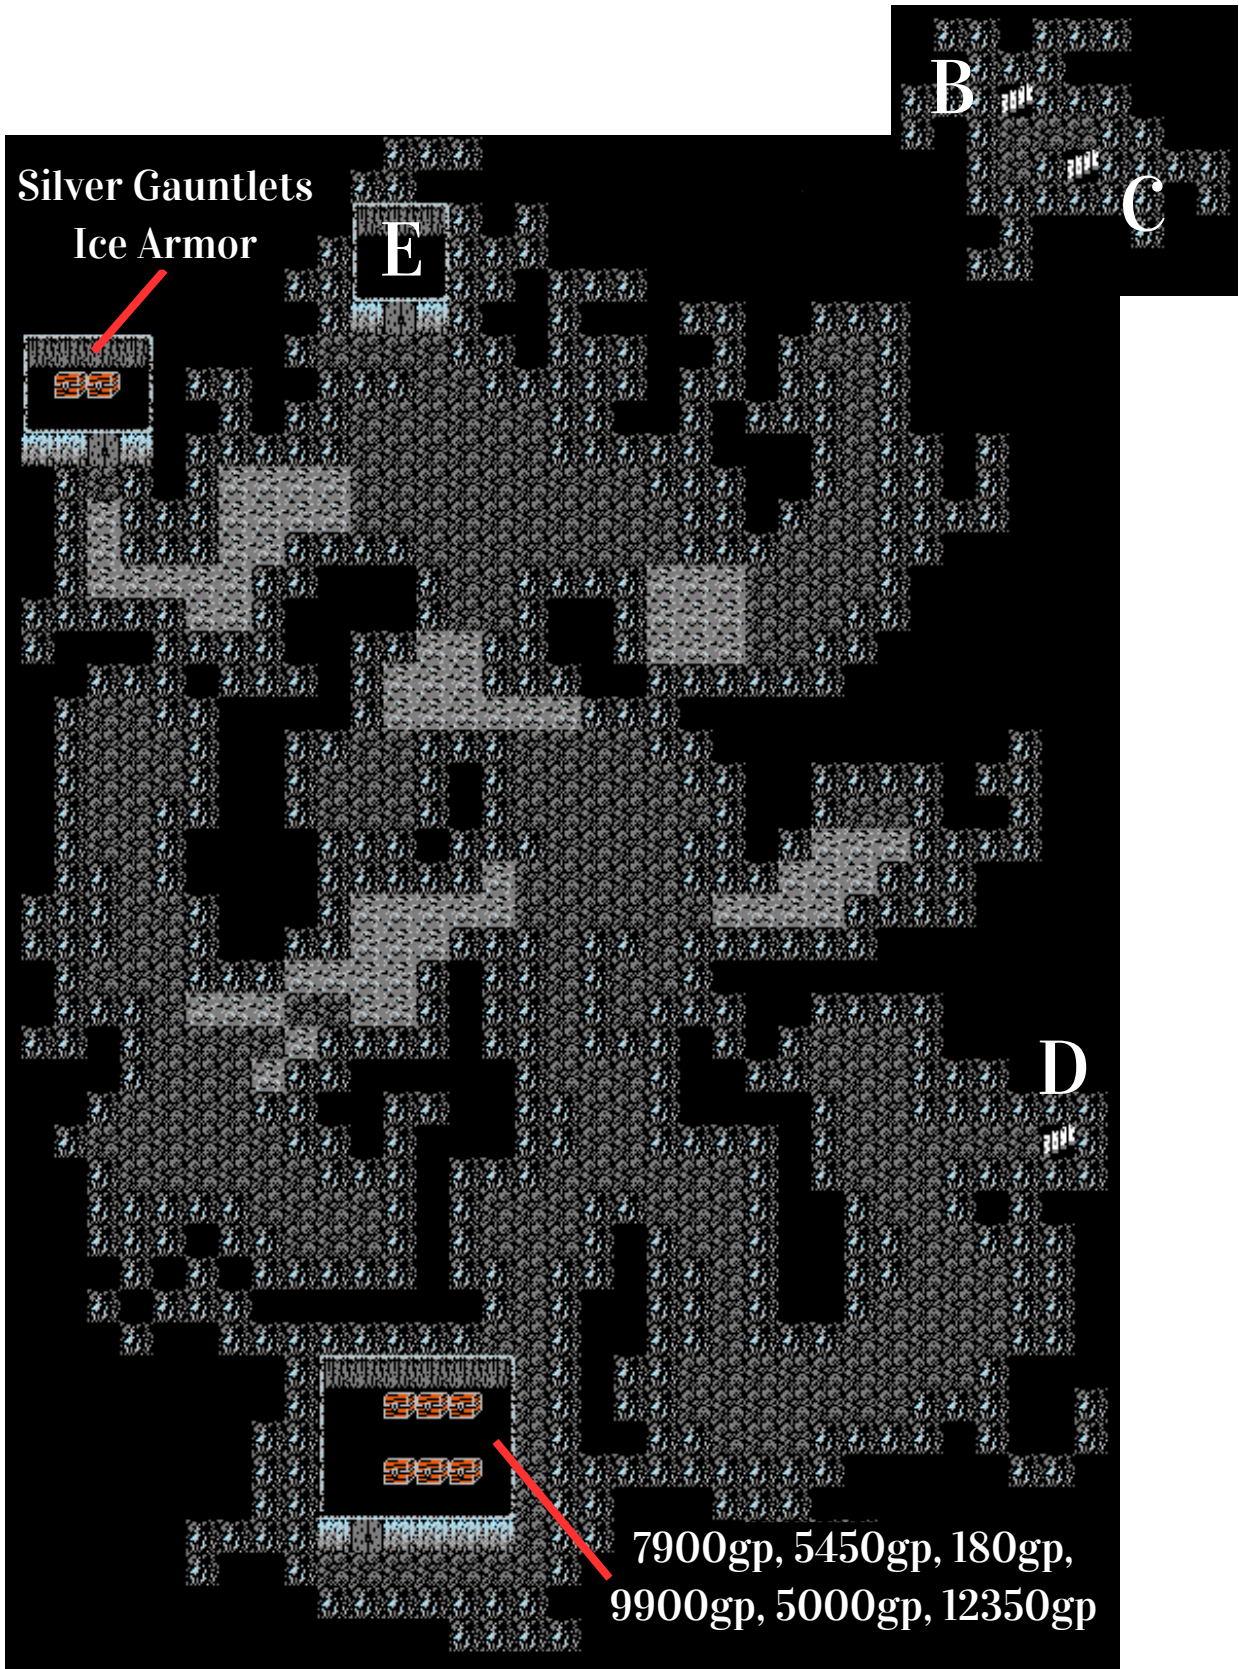 B
C
Silver Gauntlets
Ice Armor
E
D
7900gp, 5450gp, 180gp,
9900gp, 5000gp, 12350gp